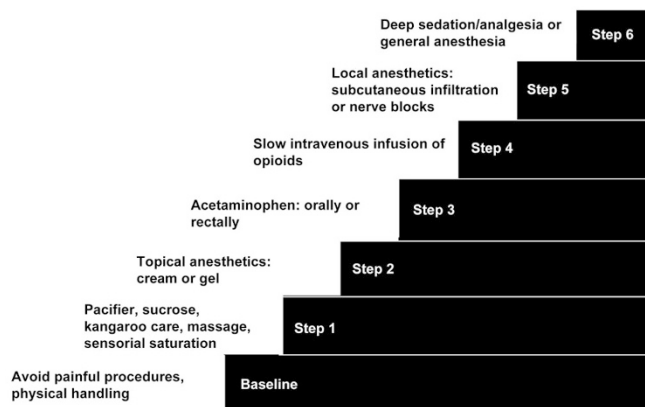 Deep sedation/analgesia or
general anesthesia
Step 6
Local anesthetics:
subcutaneous infiltration
or nerve blocks
Step 5
Slow intravenous infusion of
opioids
Step 4
Acetaminophen: orally or
rectally
Step 3
Topical anesthetics:
cream or gel
Step 2
Pacifier, sucrose,
kangaroo care, massage,
sensorial saturation
Step 1
Avoid painful procedures,
physical handling
Baseline